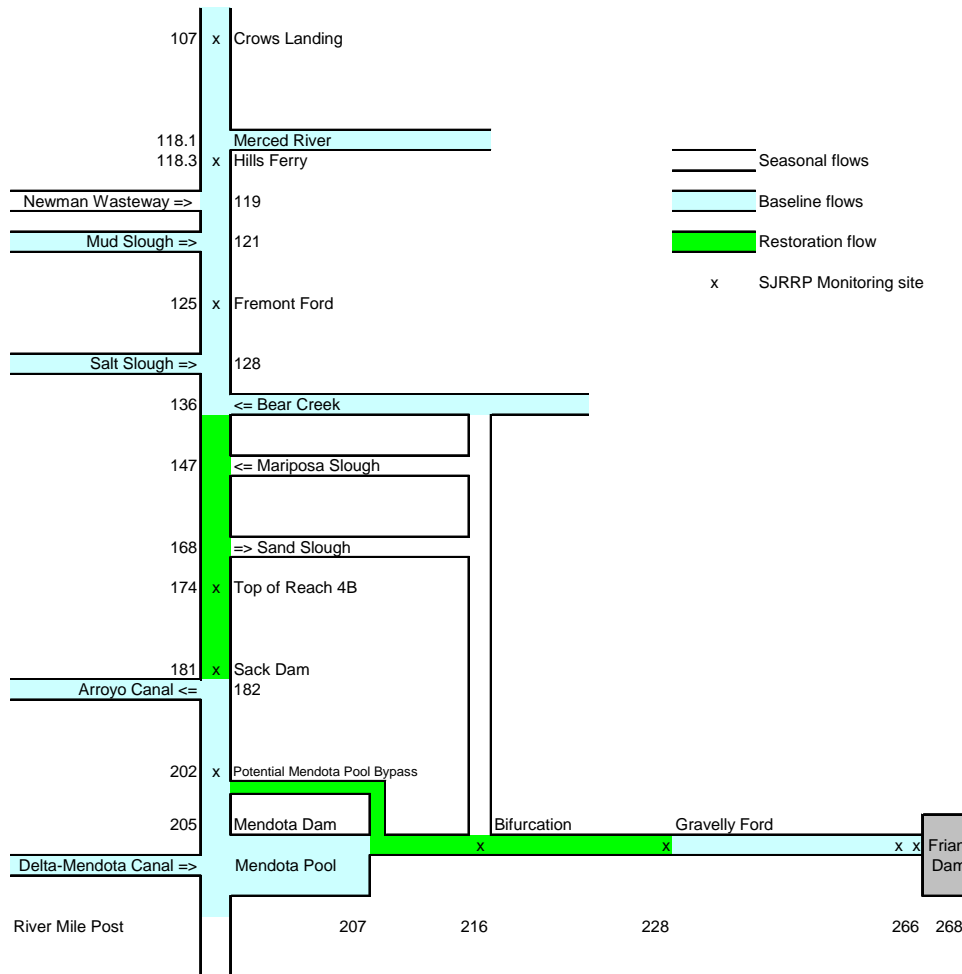 107 x Crows Landing
118.1 Merced River
118.3 x Hills Ferry
Seasonal flows
Newman Wasteway => 119
Baseline flows
Mud Slough => 121
Restoration flow
x SJRRP Monitoring site
125 x Fremont Ford
Salt Slough => 128
136 <= Bear Creek
147 <= Mariposa Slough
168 => Sand Slough
174 x Top of Reach 4B
181 x Sack Dam
Arroyo Canal <= 182
202 x Potential Mendota Pool Bypass
205 Mendota Dam Bifurcation Gravelly Ford
x x x x Friant
Delta-Mendota Canal => Mendota Pool Dam
River Mile Post 207 216 228 266 268